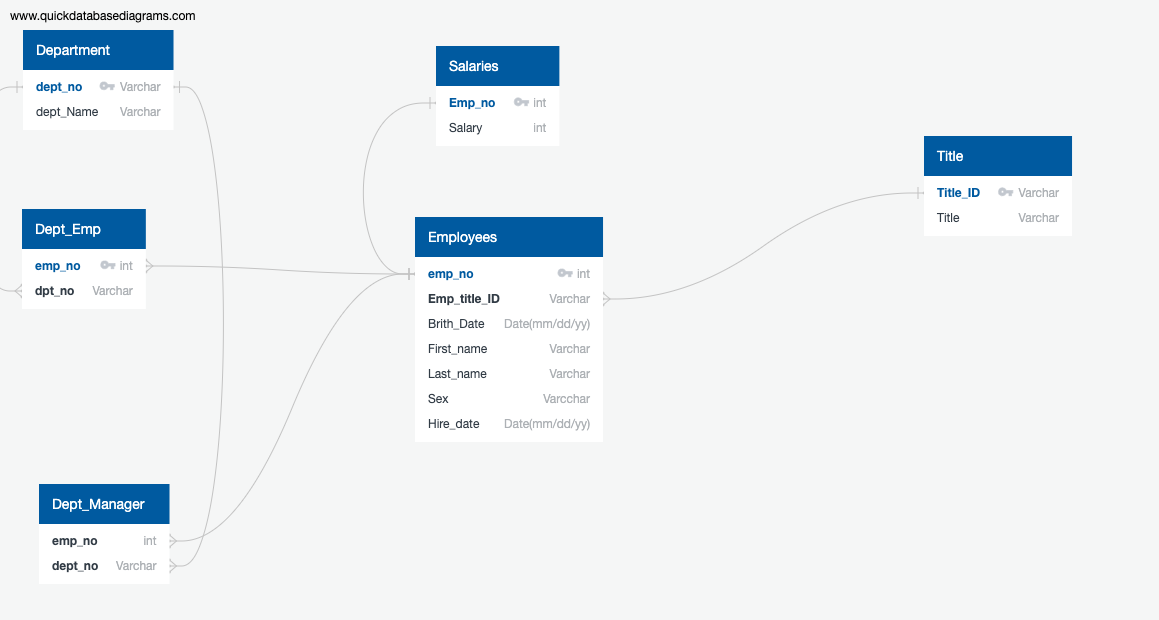 www.quickdatabasediagrams.com
Department
dept_no Varchar
dept_Name Varchar
Salaries
Emp_no int
Salary int
Title
Title_ID Varchar
Title Varchar
Dept_Emp
emp_no int
dpt_no Varchar
Employees
emp_no int
Emp_title_ID Varchar
Brith_Date Date(mm/dd/yy)
First_name Varchar
Last_name Varchar
Sex Varcchar
Hire_date Date(mm/dd/yy)
Dept_Manager
emp_no int
dept_no Varchar